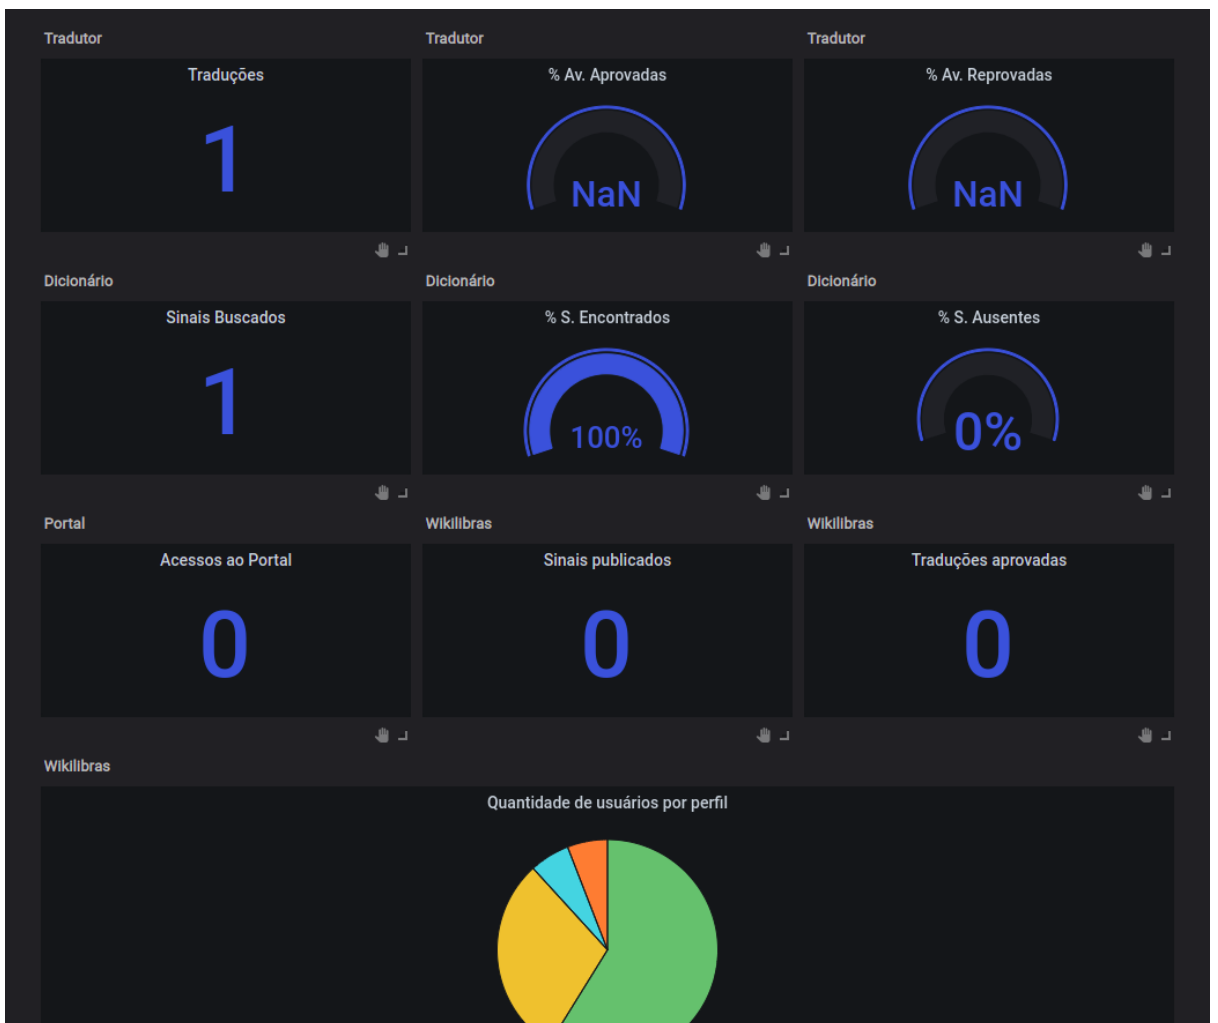 Tradutor
Tradutor
Tradutor
Traduções
% Av. Aprovadas
% Av. Reprovadas
1
NaN
NaN
Dicionário
Dicionário
Dicionário
Sinais Buscados
% S. Encontrados
% S. Ausentes
1
100%
0%
Portal
Wikilibras
Wikilibras
Acessos ao Portal
Sinais publicados
Traduções aprovadas
0
0
0
Wikilibras
Quantidade de usuários por perfil